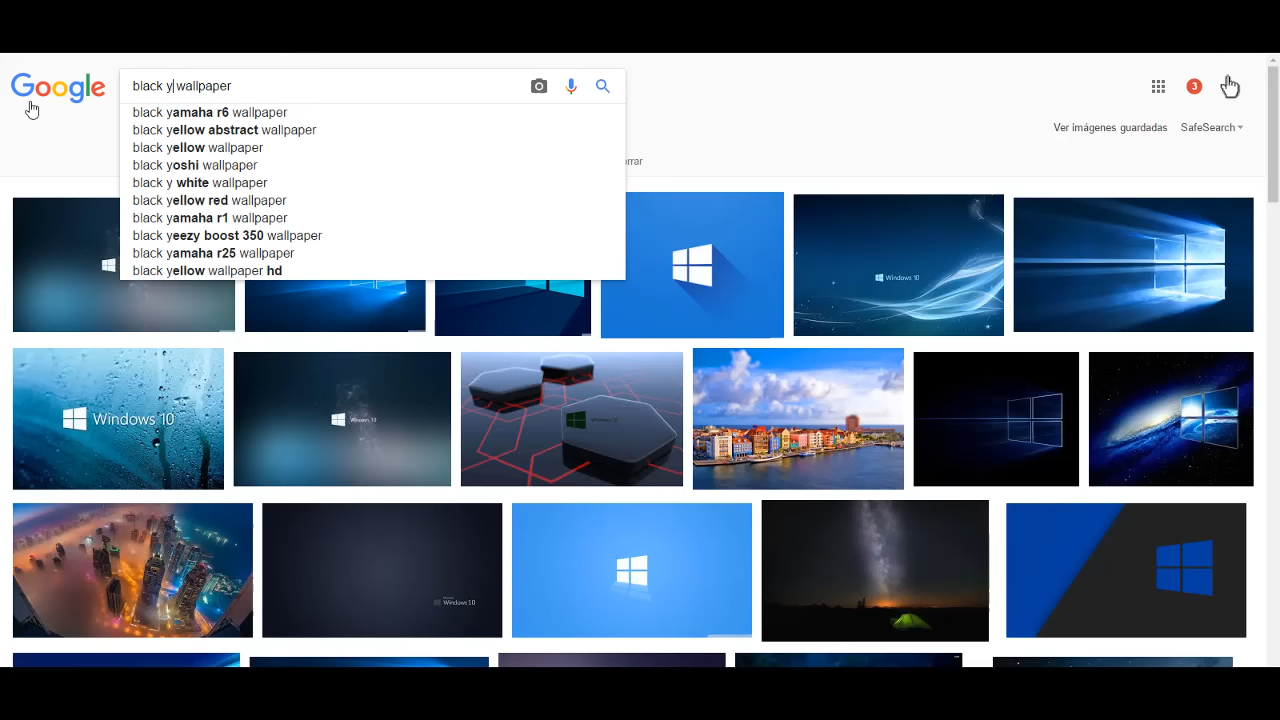 Google
black y wallpaper
3
Ver imágenes guardadas
SafeSearch
black yamaha r6 wallpaper
black yellow abstract wallpaper
black yellow wallpaper
black yoshi wallpaper
black y white wallpaper
black yellow red wallpaper
black yamaha r1 wallpaper
black yeezy boost 350 wallpaper
black yamaha r25 wallpaper
black yellow wallpaper hd
orrar
Windows 10
Windows 10
Windows 10
Windows 10